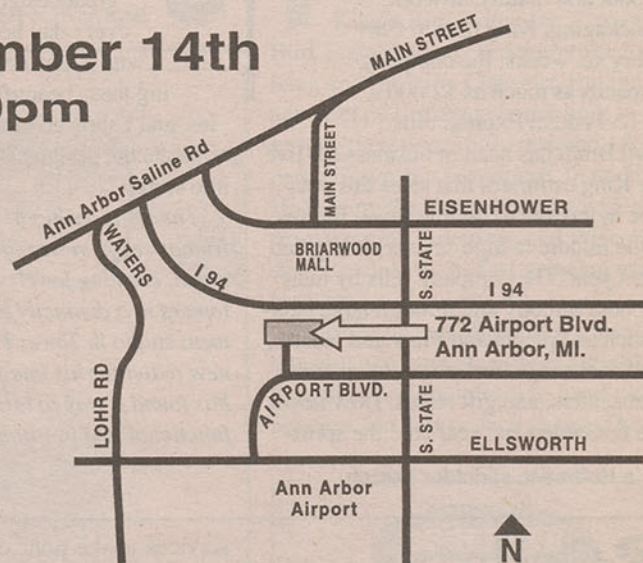 mber 14th
pm
MAIN STREET
MAIN STREET
Ann Arbor Saline Rd
EISENHOWER
WATERS
BRIARWOOD
MALL
S. STATE
I 94
I 94
772 Airport Blvd.
Ann Arbor, MI.
LOHR RD
AIRPORT BLVD.
S. STATE
ELLSWORTH
Ann Arbor
Airport
N